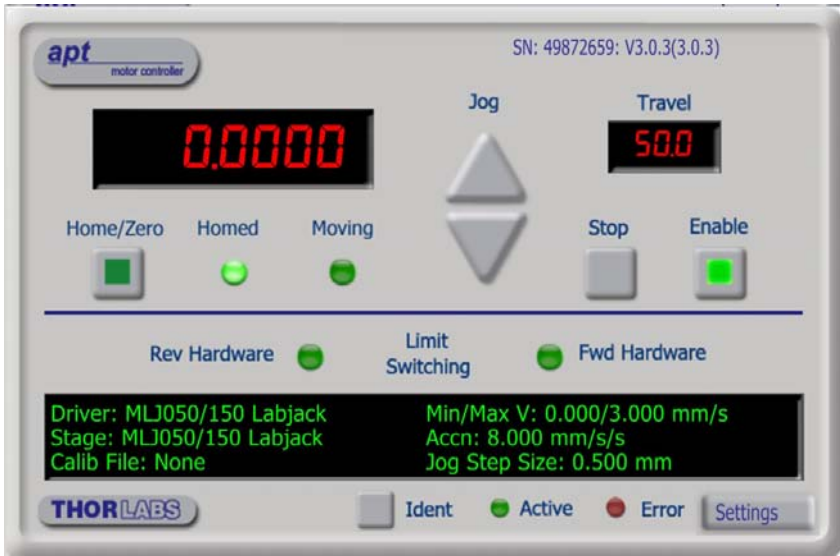 apt
motor controller
SN: 49872659: V3.0.3(3.0.3)
Jog
Travel
0.0000
50.0
Home/Zero Homed Moving
Stop Enable
Rev Hardware
Limit
Switching
Fwd Hardware
Driver: MLJ050/150 Labjack
Stage: MLJ050/150 Labjack
Calib File: None
Min/Max V: 0.000/3.000 mm/s
Accn: 8.000 mm/s/s
Jog Step Size: 0.500 mm
THORLABS
Ident Active Error Settings